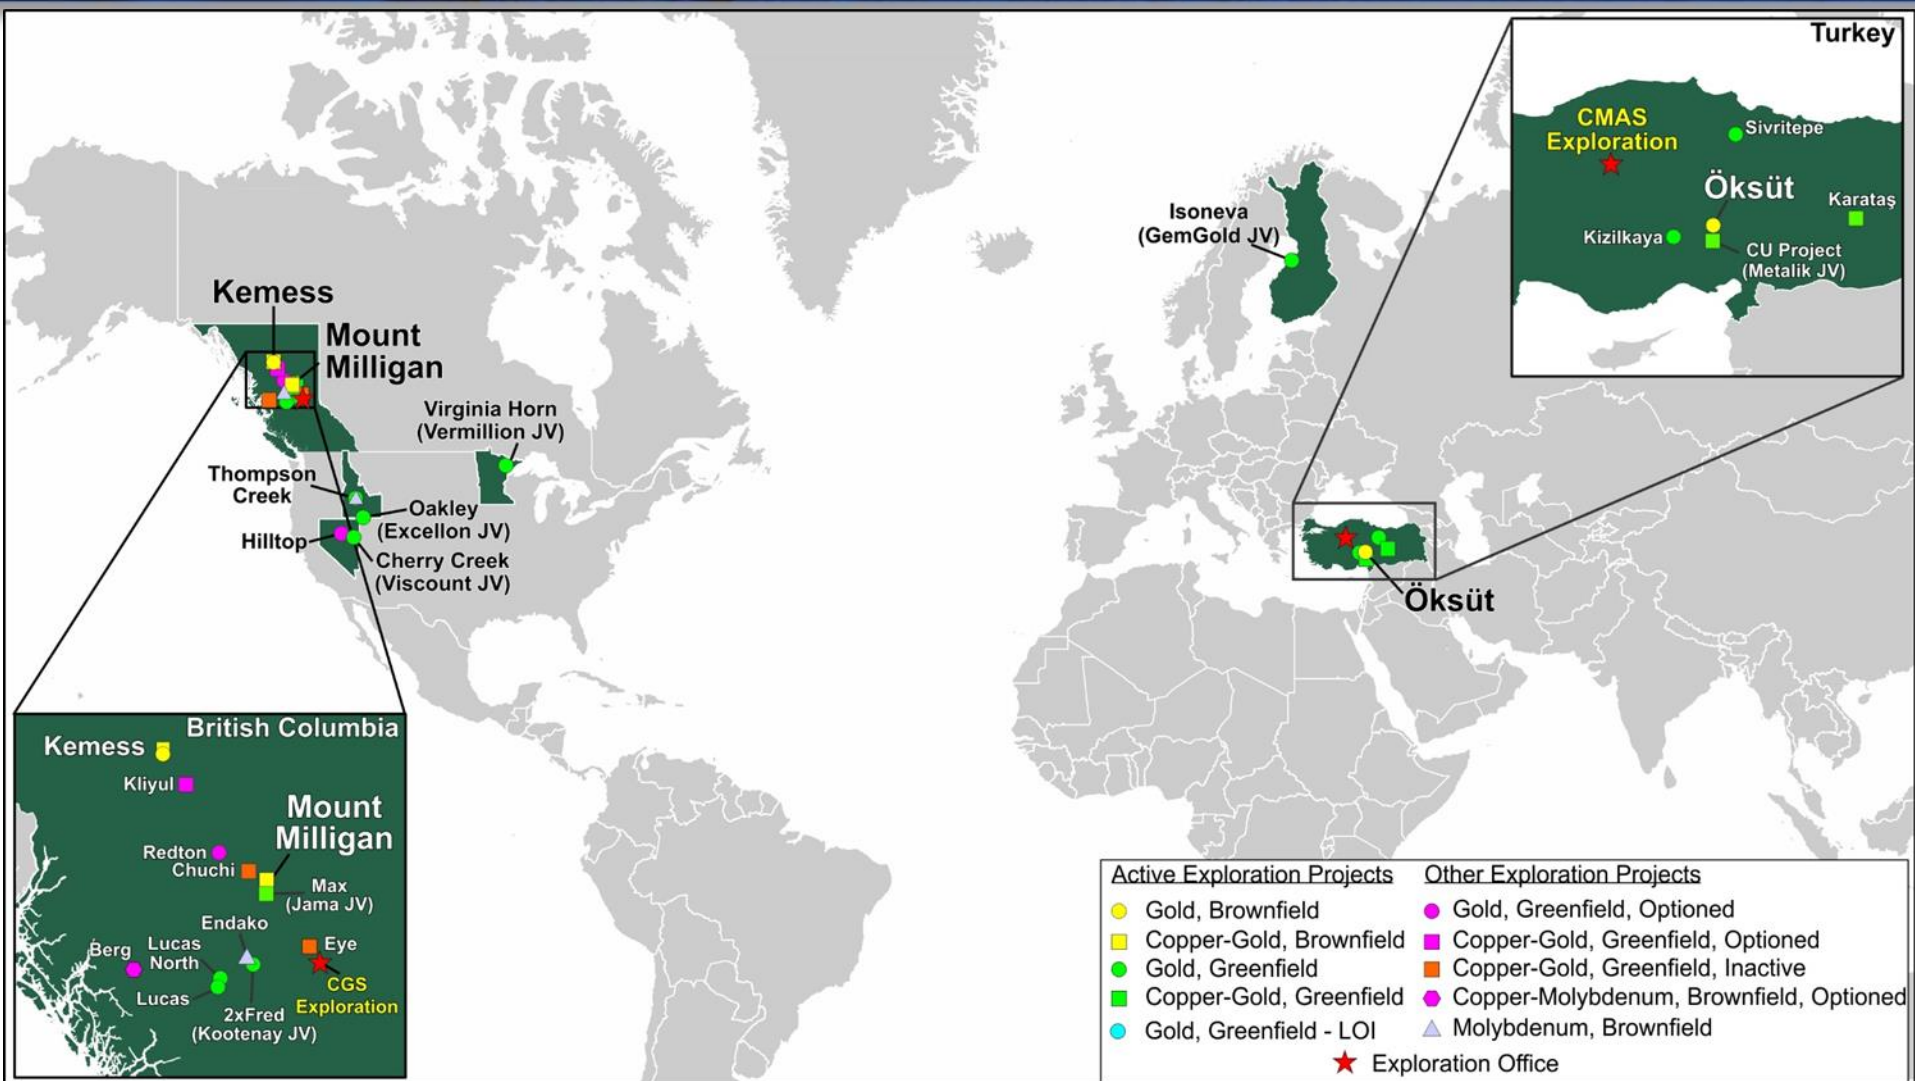 Turkey
CMAS
Exploration
Sivritepe
Öksüt
Karataş
Kizilkaya
CU Project
(Metalik JV)
Isoneva
(GemGold JV)
Kemess
Mount
Milligan
Virginia Horn
(Vermillion JV)
Thompson
Creek
Oakley
(Excellon JV)
Hilltop
Cherry Creek
(Viscount JV)
Öksüt
British Columbia
Kemess
Kliyul
Mount
Milligan
Redton
Chuchi
Max
(Jama JV)
Endako
Berg
Lucas
North
Eye
Lucas
CGS
Exploration
2xFred
(Kootenay JV)
Active Exploration Projects
Gold, Brownfield
Copper-Gold, Brownfield
Gold, Greenfield
Copper-Gold, Greenfield
Gold, Greenfield - LOI
Other Exploration Projects
Gold, Greenfield, Optioned
Copper-Gold, Greenfield, Optioned
Copper-Gold, Greenfield, Inactive
Copper-Molybdenum, Brownfield, Optioned
Molybdenum, Brownfield
Exploration Office